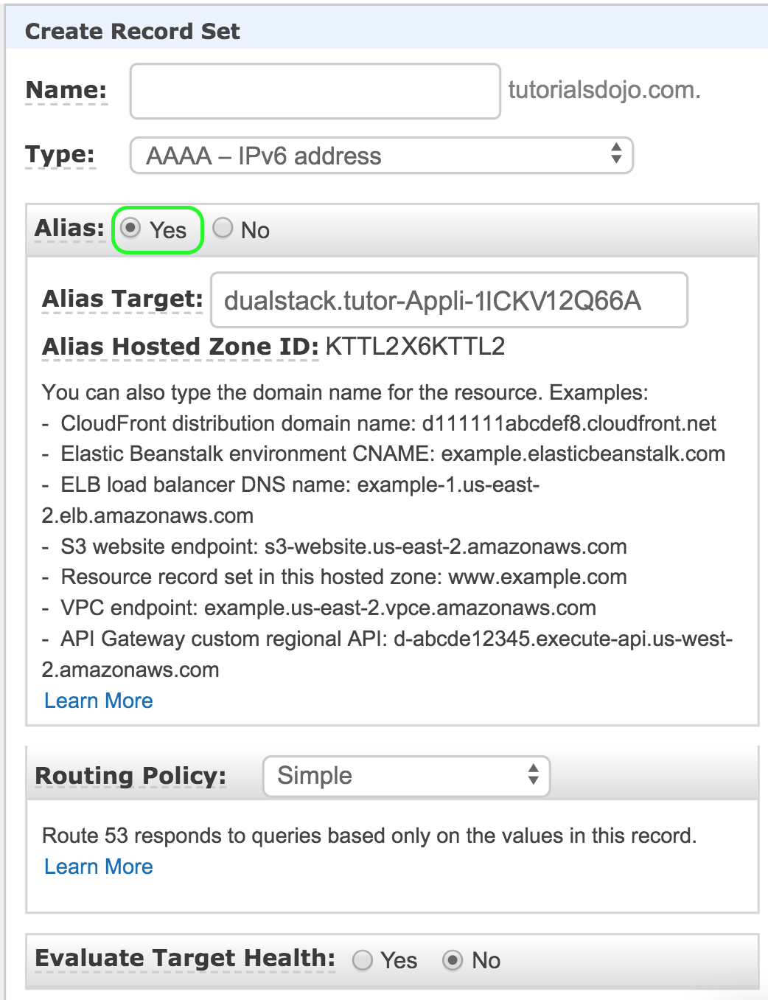 Create Record Set
Name: tutorialsdojo.com.
Type: AAAA – IPv6 address
Alias: Yes No
Alias Target: dualstack.tutor-Appli-1ICKV12Q66A
Alias Hosted Zone ID: KTTL2X6KTTL2
You can also type the domain name for the resource. Examples:
- CloudFront distribution domain name: d111111abcdef8.cloudfront.net
- Elastic Beanstalk environment CNAME: example.elasticbeanstalk.com
- ELB load balancer DNS name: example-1.us-east-
2.elb.amazonaws.com
- S3 website endpoint: s3-website.us-east-2.amazonaws.com
- Resource record set in this hosted zone: www.example.com
- VPC endpoint: example.us-east-2.vpce.amazonaws.com
- API Gateway custom regional API: d-abcde12345.execute-api.us-west-
2.amazonaws.com
Learn More
Routing Policy: Simple
Route 53 responds to queries based only on the values in this record.
Learn More
Evaluate Target Health: Yes No